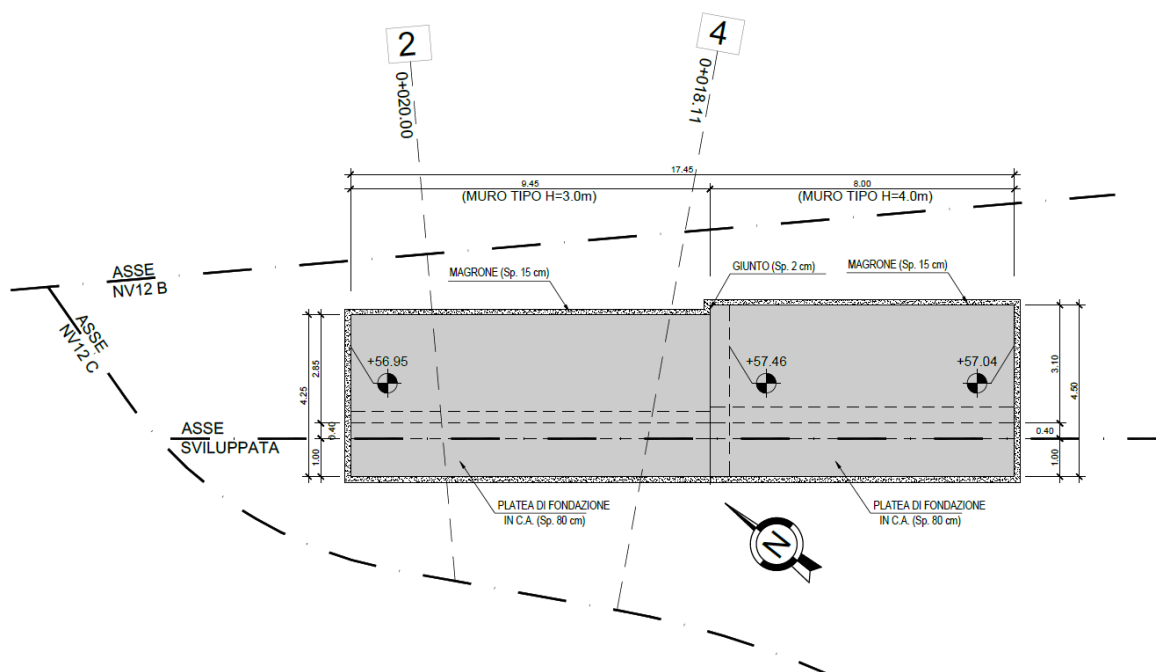 2
4
0+020.00
0+018.11
17.45
9.45
8.00
(MURO TIPO H=3.0m)
(MURO TIPO H=4.0m)
ASSE
NV12 B
MAGRONE (Sp. 15 cm)
GIUNTO (Sp. 2 cm)
MAGRONE (Sp. 15 cm)
ASSE
NV12 C
+56.95
+57.46
+57.04
4.25
2.85
0.40
1.00
3.10
4.50
0.40
1.00
ASSE
SVILUPPATA
PLATEA DI FONDAZIONE
IN C.A. (Sp. 80 cm)
PLATEA DI FONDAZIONE
IN C.A. (Sp. 80 cm)
N